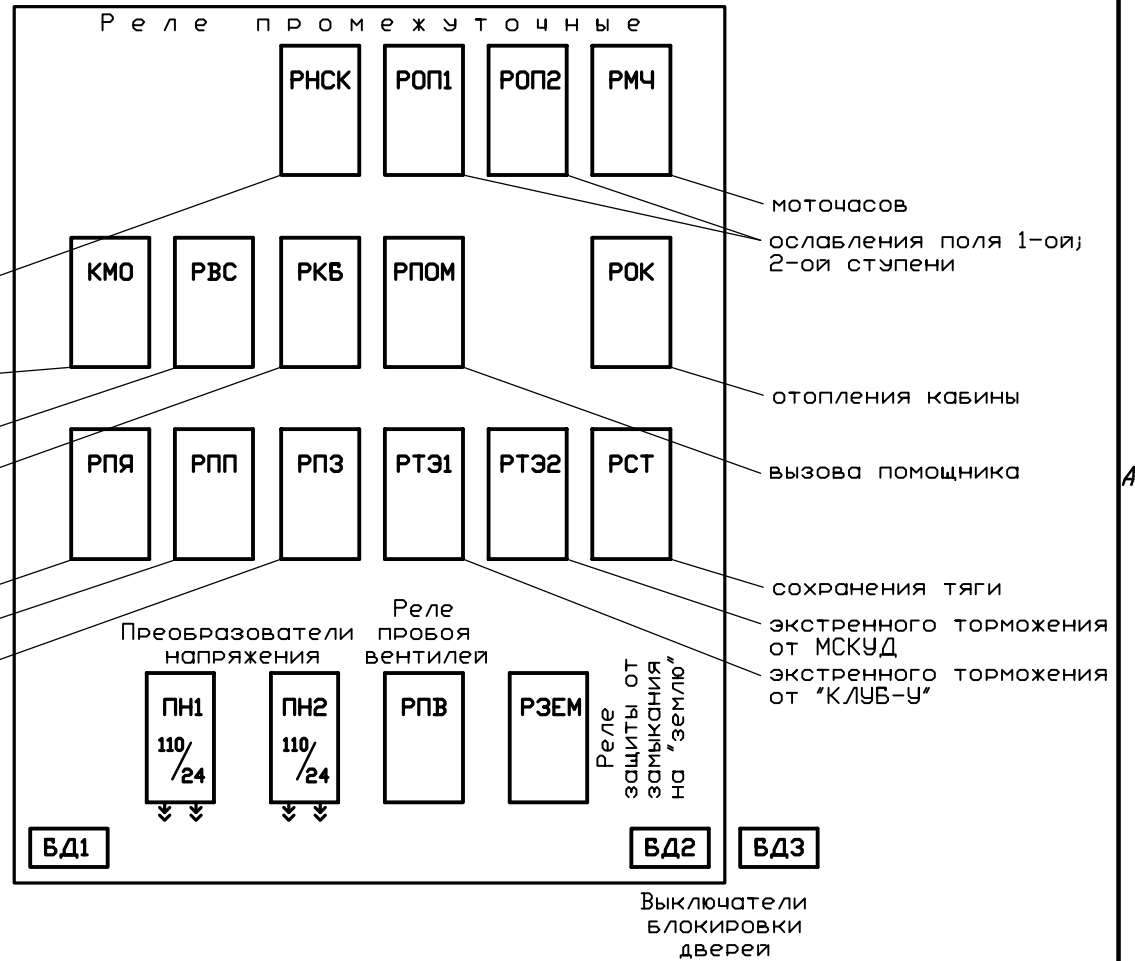 Реле промежуточные
РНСК РОП1 РОП2 РМЧ
моточасов
ослабления поля 1-ой;
2-ой ступени
КМО РВС РКБ РПОМ РОК
отопления кабины
РПЯ РПП РПЗ РТЭ1 РТЭ2 РСТ
вызова помощника
А
сохранения тяги
экстренного торможения
от МСКУД
экстренного торможения
от "КЛУБ-У"
Преобразователи
напряжения
Реле
пробоя
вентилей
ПН1
110/24
ПН2
110/24
РПВ
РЗЕМ
Реле
защиты от
замыкания
на "землю"
БД1 БД2 БД3
Выключатели
блокировки
дверей